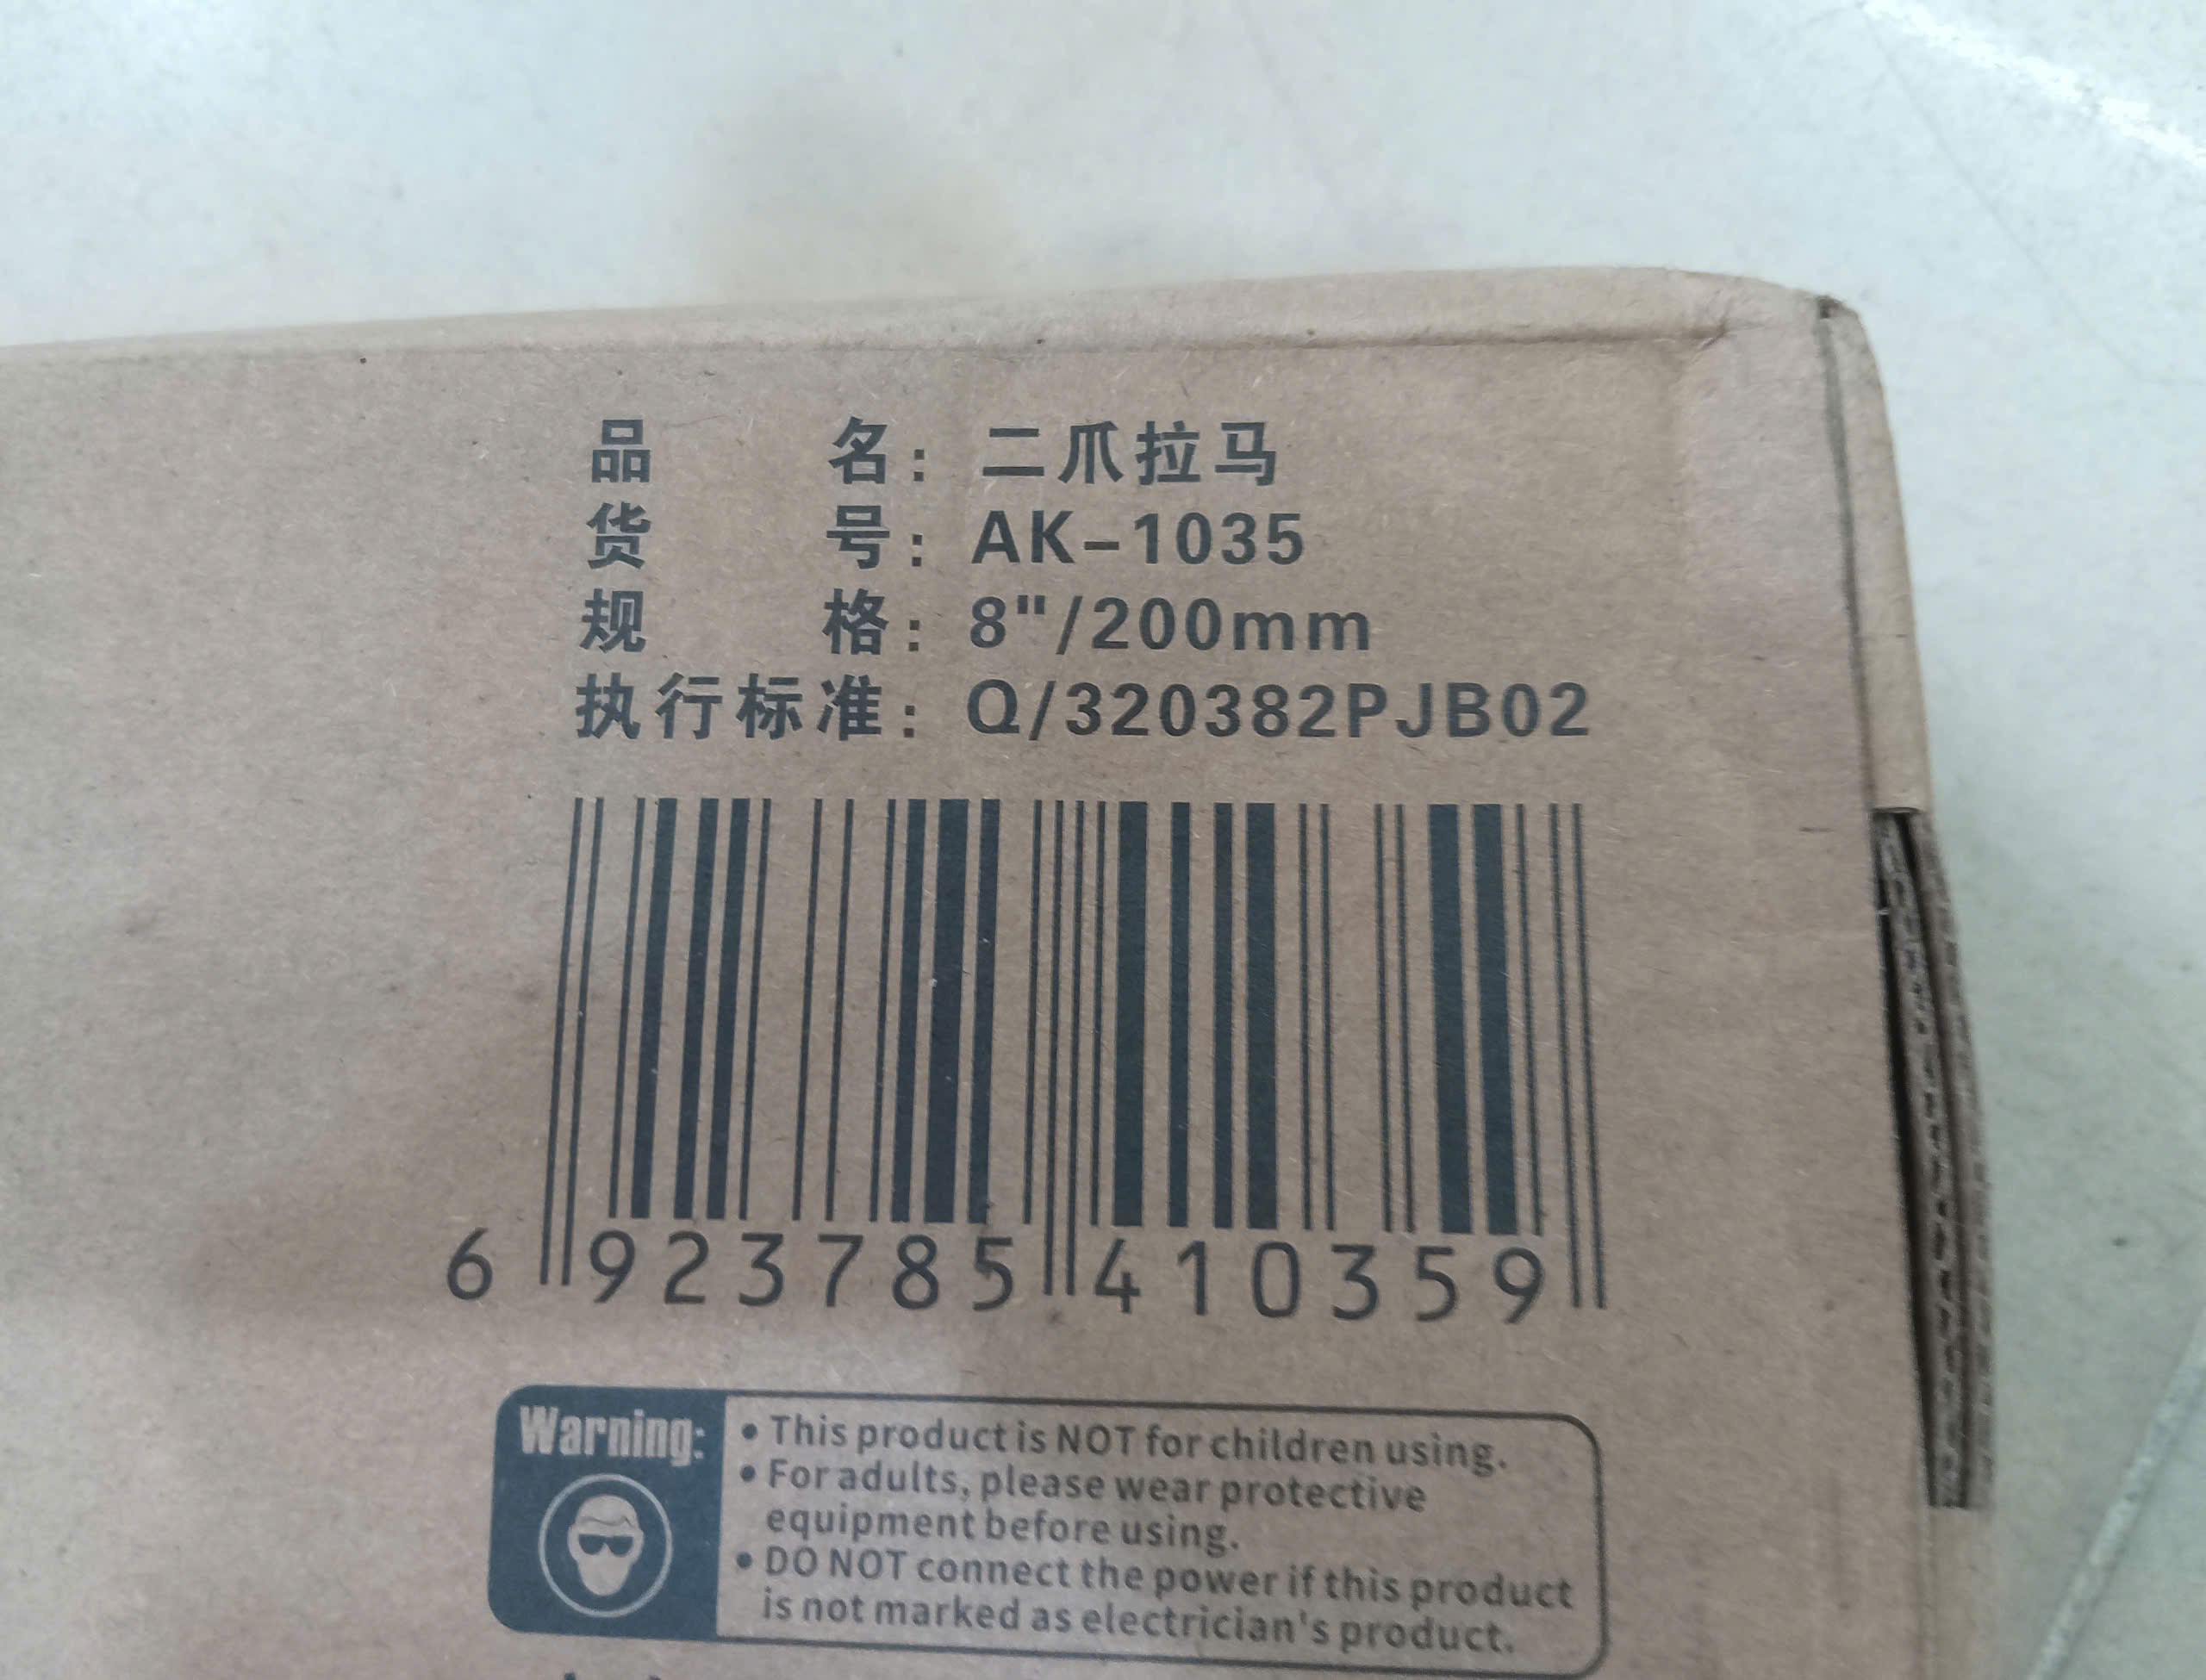 品名：二爪拉马
货号：AK-1035
规格：8"/200mm
执行标准：Q/320382PJB02
6 923785 410359
Warning:
• This product is NOT for children using.
• For adults, please wear protective
equipment before using.
• DO NOT connect the power if this product
is not marked as electrician's product.